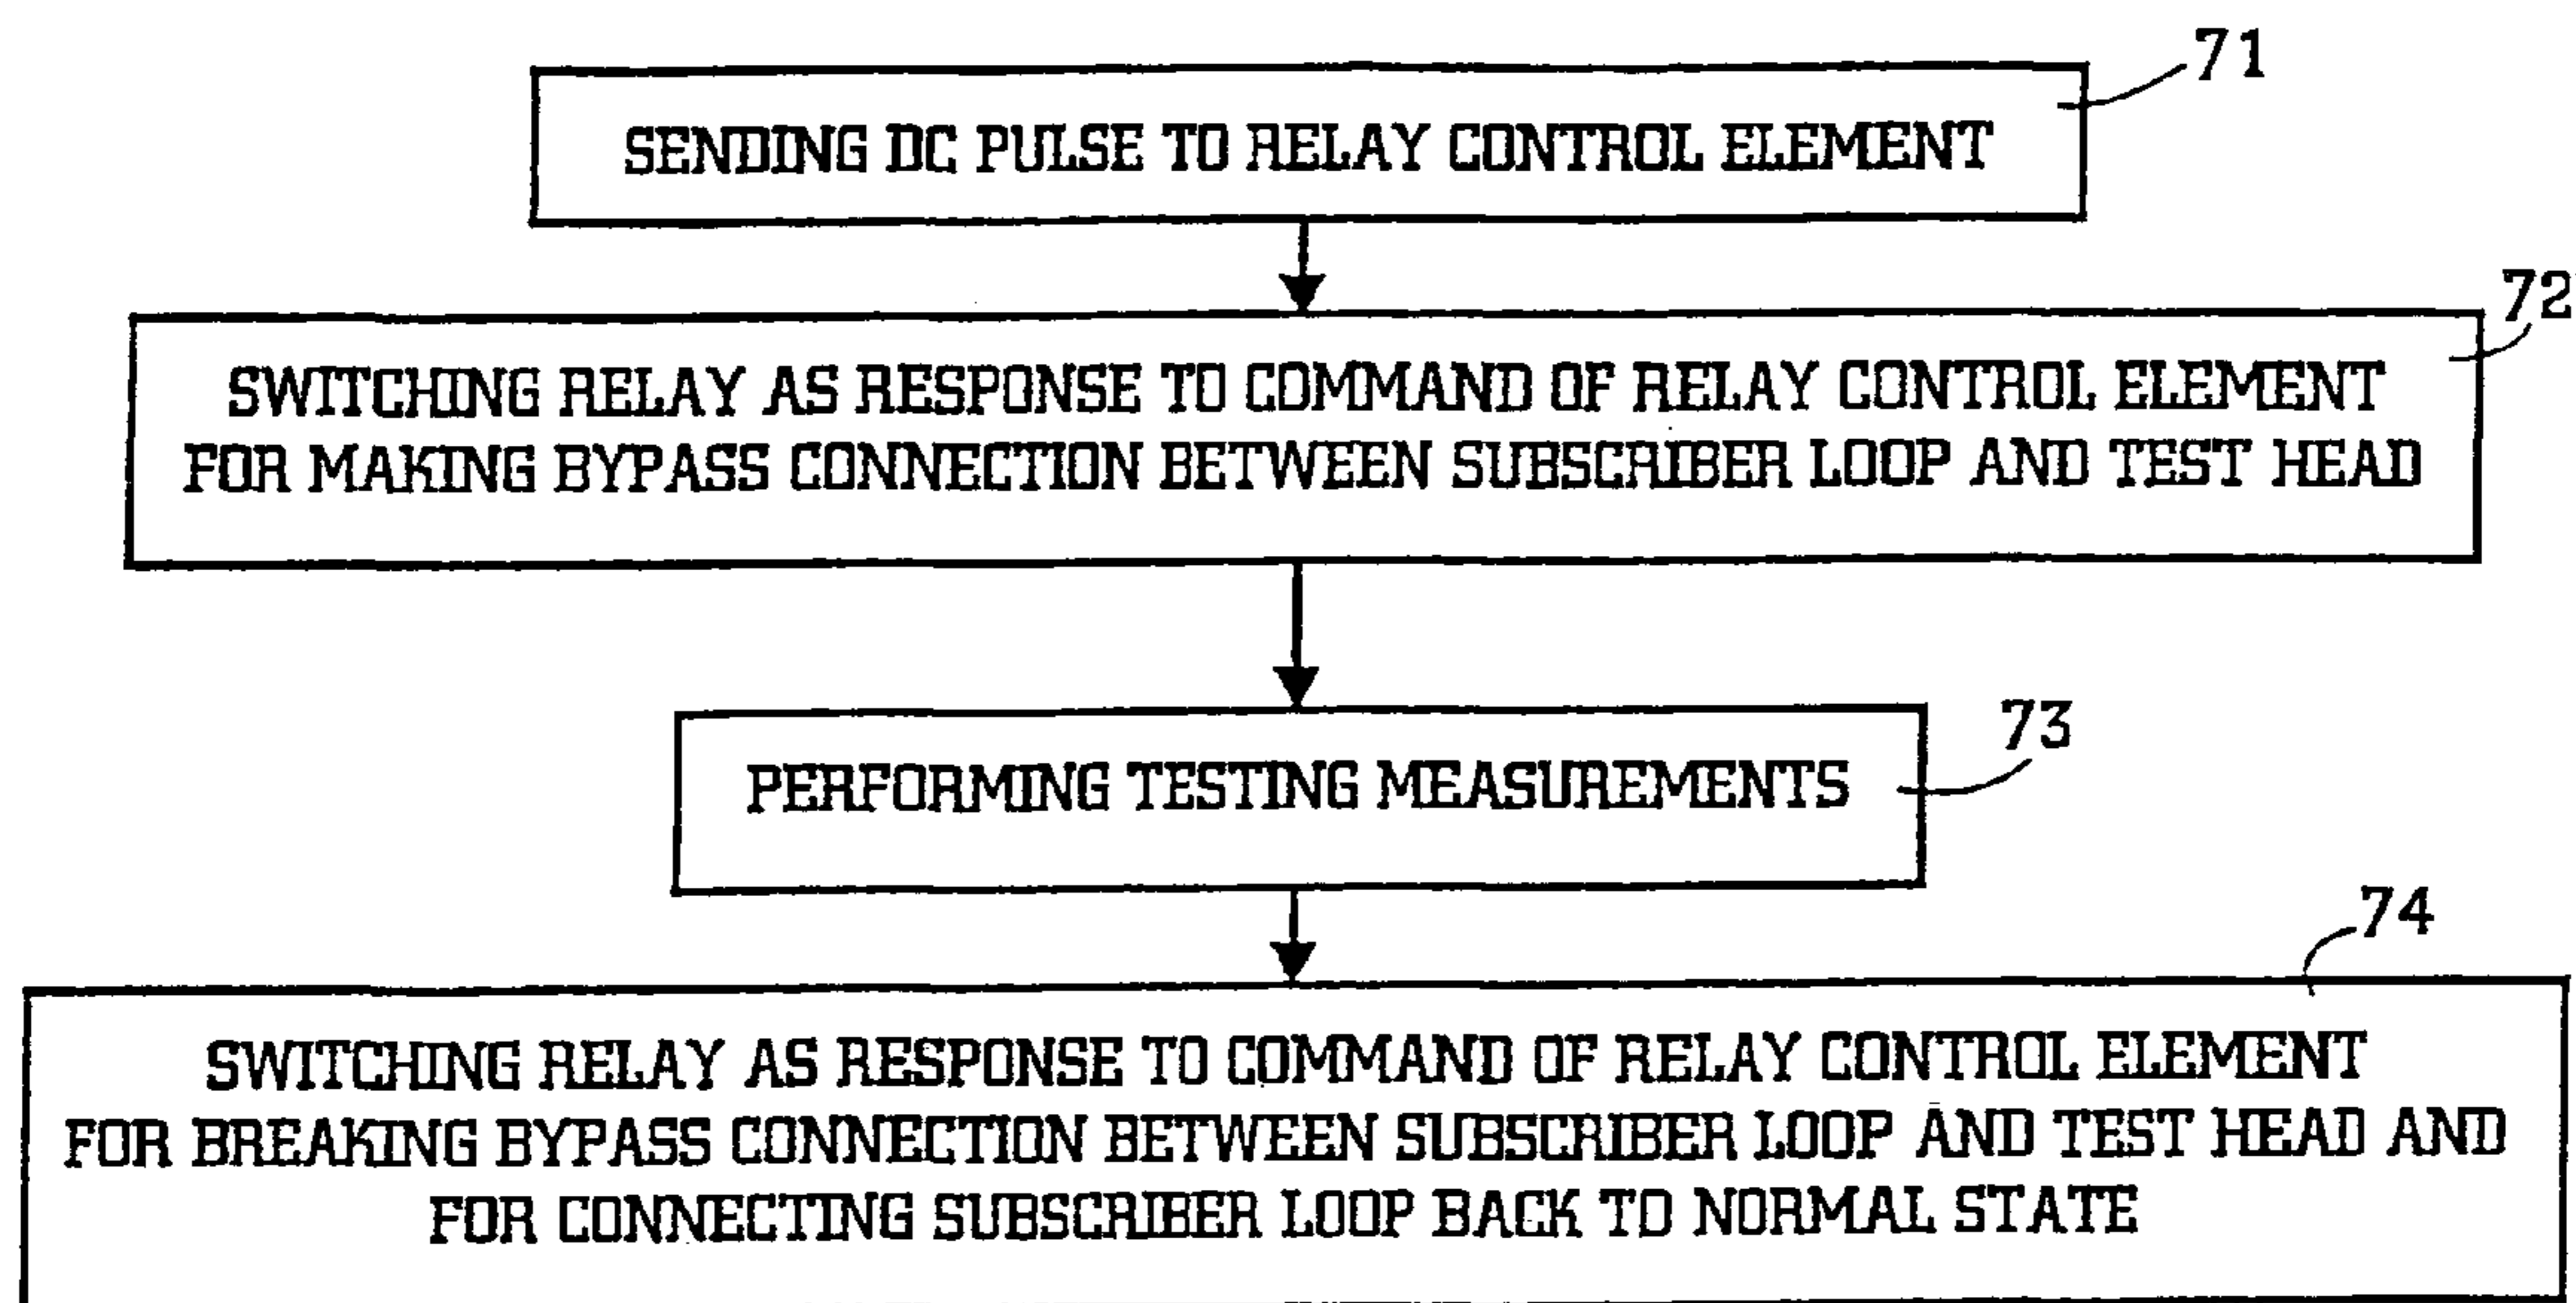 71
SENDING DC PULSE TO RELAY CONTROL ELEMENT
72
SWITCHING RELAY AS RESPONSE TO COMMAND OF RELAY CONTROL ELEMENT
FOR MAKING BYPASS CONNECTION BETWEEN SUBSCRIBER LOOP AND TEST HEAD
73
PERFORMING TESTING MEASUREMENTS
74
SWITCHING RELAY AS RESPONSE TO COMMAND OF RELAY CONTROL ELEMENT
FOR BREAKING BYPASS CONNECTION BETWEEN SUBSCRIBER LOOP AND TEST HEAD AND
FOR CONNECTING SUBSCRIBER LOOP BACK TO NORMAL STATE